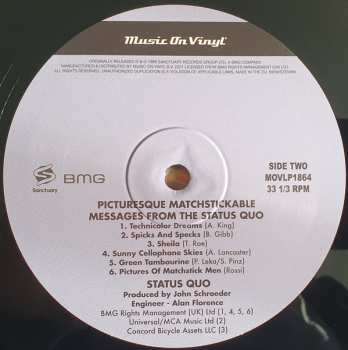 Music On Vinyl
SIDE TWO
MOVLP1864
33 1/3 RPM
Sanctuary
BMG
PICTURESQUE MATCHSTICKABLE
MESSAGES FROM THE STATUS QUO
1. Technicolor Dreams [A. King]
2. Spicks And Specks [B. Gibb]
3. Sheila [T. Roe]
4. Sunny Cellophane Skies [A. Lancaster]
5. Green Tambourine [P. Leka/S. Pinz]
6. Pictures Of Matchstick Men [Rossi]
STATUS QUO
Produced by John Schroeder
Engineer - Alan Florence
BMG Rights Management (UK) Ltd (1, 4, 5, 6)
Universal/MCA Music Ltd (2)
Concord Bicycle Assets LLC (3)